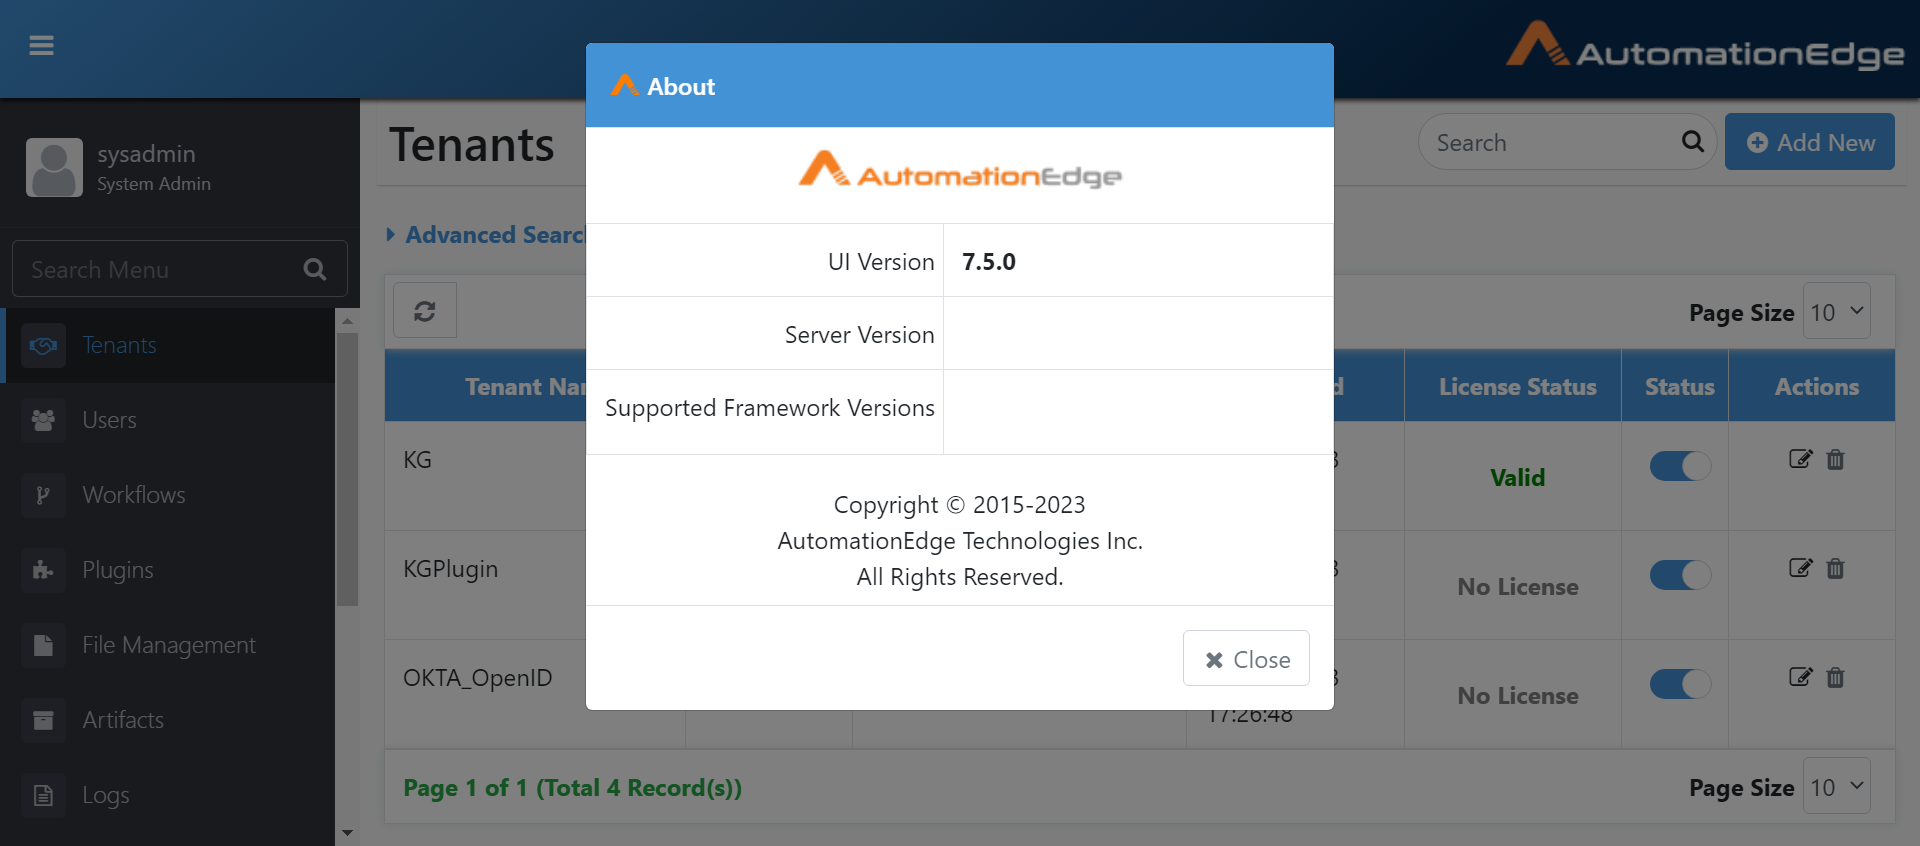 AutomationEdge
About
AutomationEdge
UI Version 7.5.0
Server Version
Supported Framework Versions
Copyright © 2015-2023
AutomationEdge Technologies Inc.
All Rights Reserved.
Close
sysadmin
System Admin
Search Menu
Tenants
Users
Workflows
Plugins
File Management
Artifacts
Logs
Tenants
Search
Add New
Advanced Searc
Page Size 10
Tenant Na License Status Status Actions
KG Valid
KGPlugin No License
OKTA_OpenID No License
17:26:48
Page 1 of 1 (Total 4 Record(s))
Page Size 10